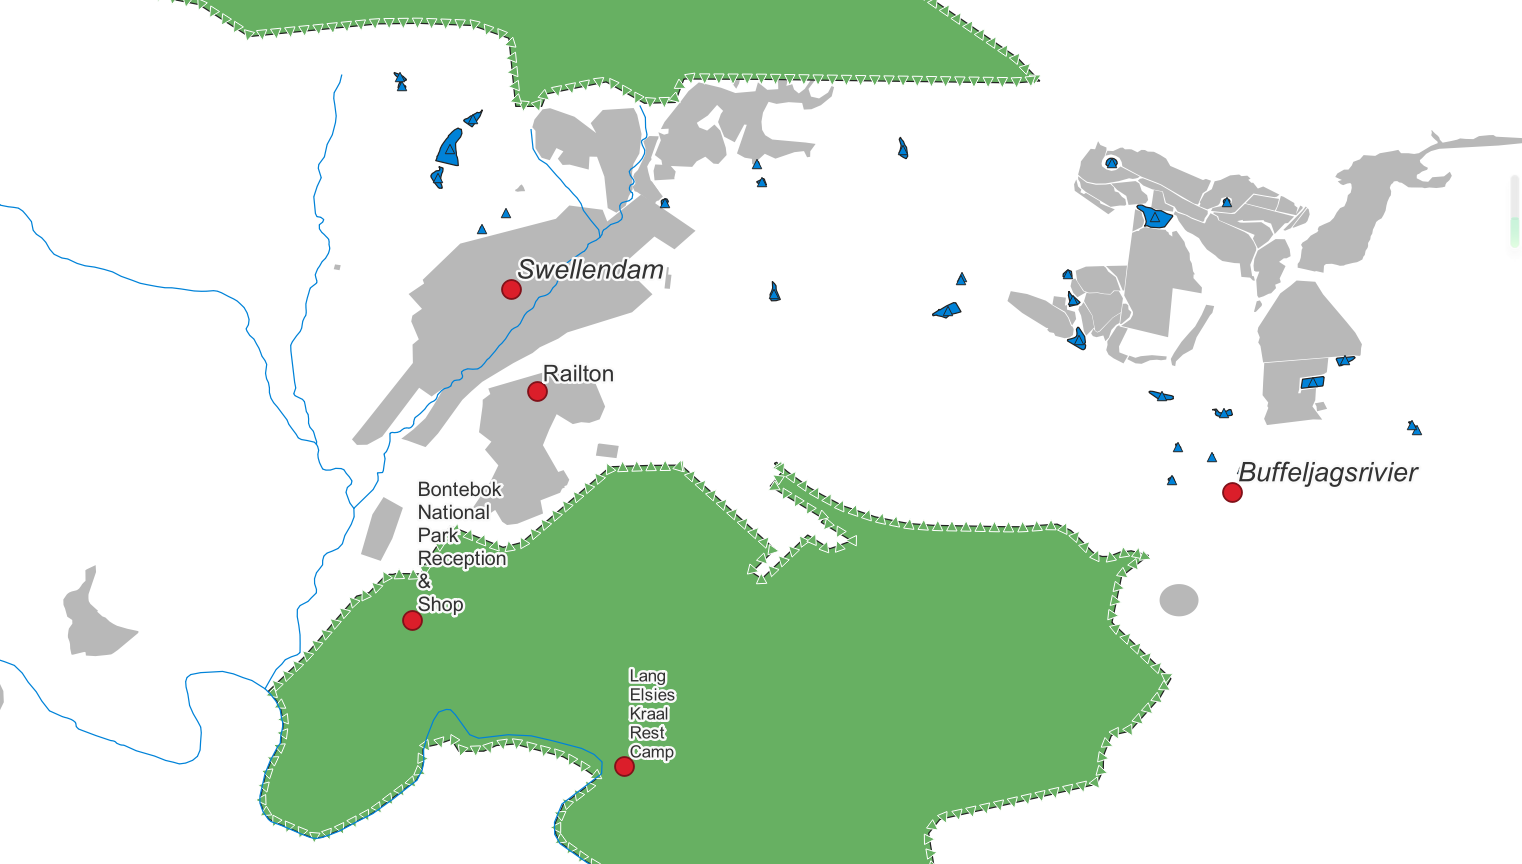 Swellendam
Railton
Buffeljagsrivier
Bontebok
National
Park
Reception
&
Shop
Lang
Elsies
Kraal
Rest
Camp